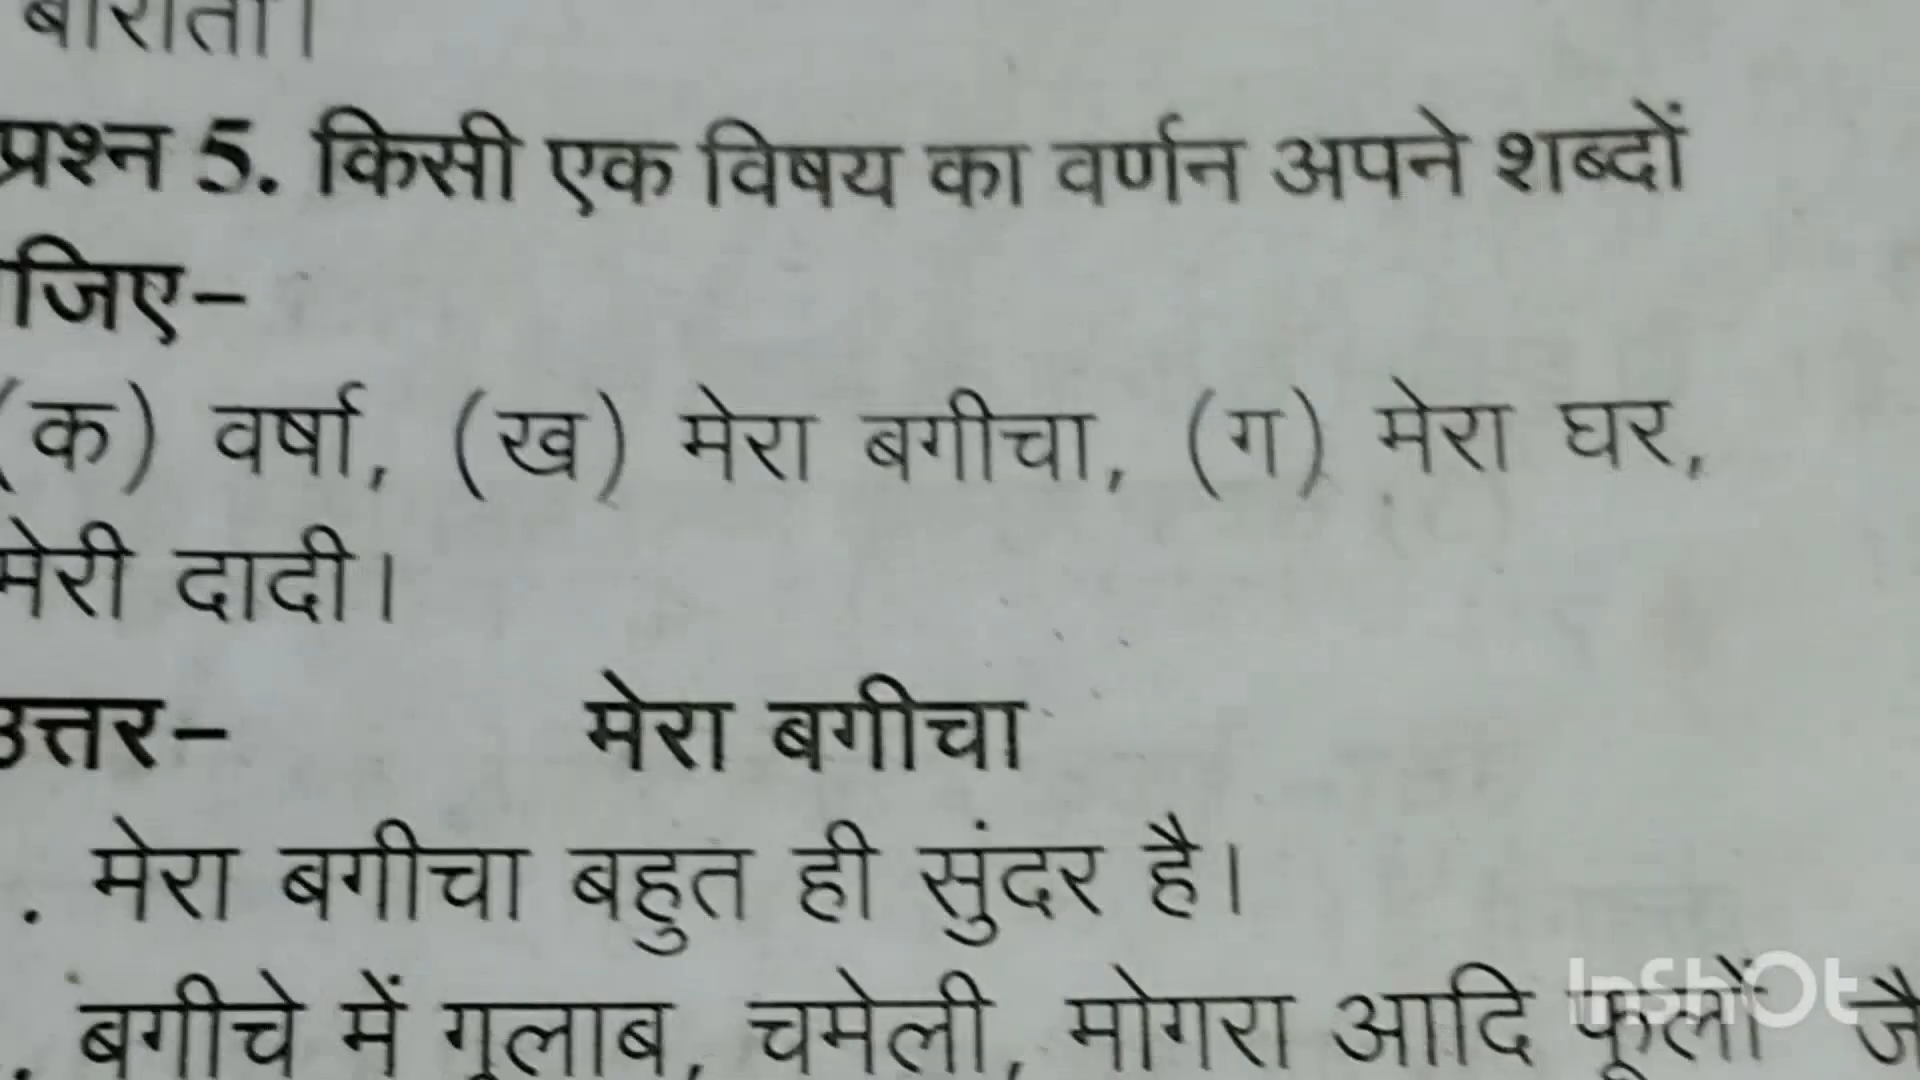 बाराती।
प्रश्न 5. किसी एक विषय का वर्णन अपने शब्दों
जिए-
(क) वर्षा, (ख) मेरा बगीचा, (ग) मेरा घर,
मेरी दादी।
उत्तर- मेरा बगीचा
. मेरा बगीचा बहुत ही सुंदर है।
. बगीचे में गुलाब, चमेली, मोगरा आदि फूलों
InShOt